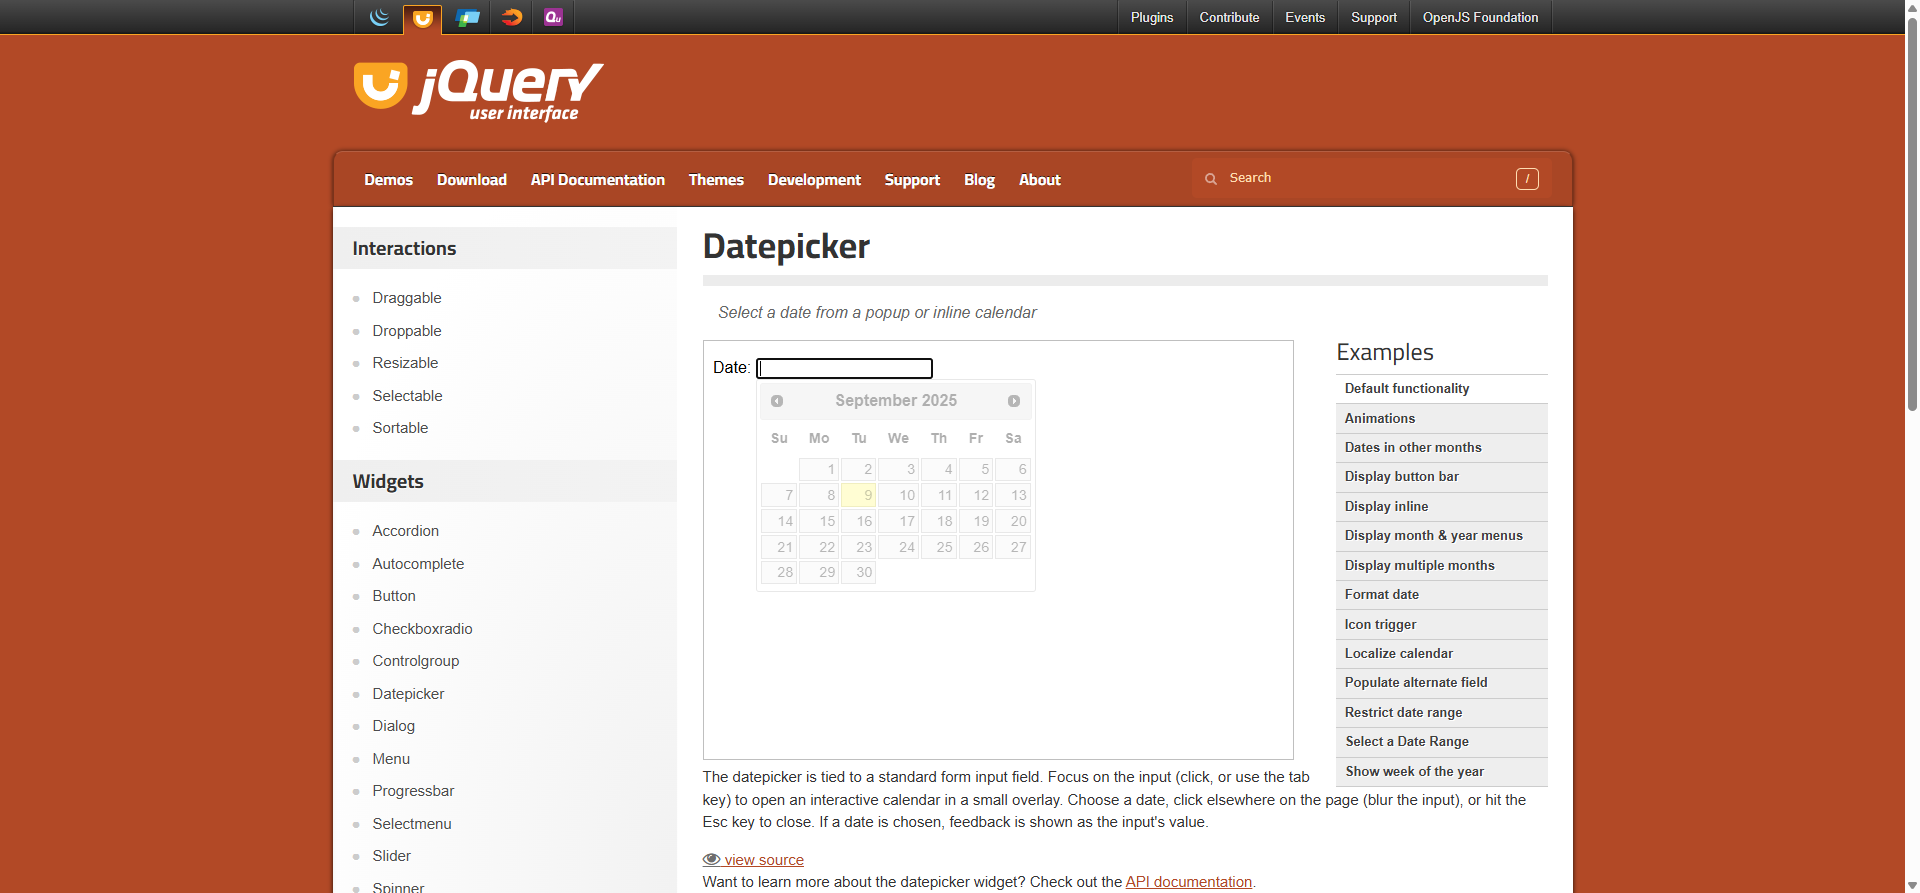 Plugins Contribute Events Support OpenJS Foundation
jQuery
user interface
Demos Download API Documentation Themes Development Support Blog About Search /
Interactions
Draggable
Droppable
Resizable
Selectable
Sortable
Widgets
Accordion
Autocomplete
Button
Checkboxradio
Controlgroup
Datepicker
Dialog
Menu
Progressbar
Selectmenu
Slider
Spinner
Datepicker
Select a date from a popup or inline calendar
Date:
September 2025
Su Mo Tu We Th Fr Sa
1 2 3 4 5 6
7 8 9 10 11 12 13
14 15 16 17 18 19 20
21 22 23 24 25 26 27
28 29 30
Examples
Default functionality
Animations
Dates in other months
Display button bar
Display inline
Display month & year menus
Display multiple months
Format date
Icon trigger
Localize calendar
Populate alternate field
Restrict date range
Select a Date Range
Show week of the year
The datepicker is tied to a standard form input field. Focus on the input (click, or use the tab
key) to open an interactive calendar in a small overlay. Choose a date, click elsewhere on the page (blur the input), or hit the
Esc key to close. If a date is chosen, feedback is shown as the input's value.
view source
Want to learn more about the datepicker widget? Check out the API documentation.